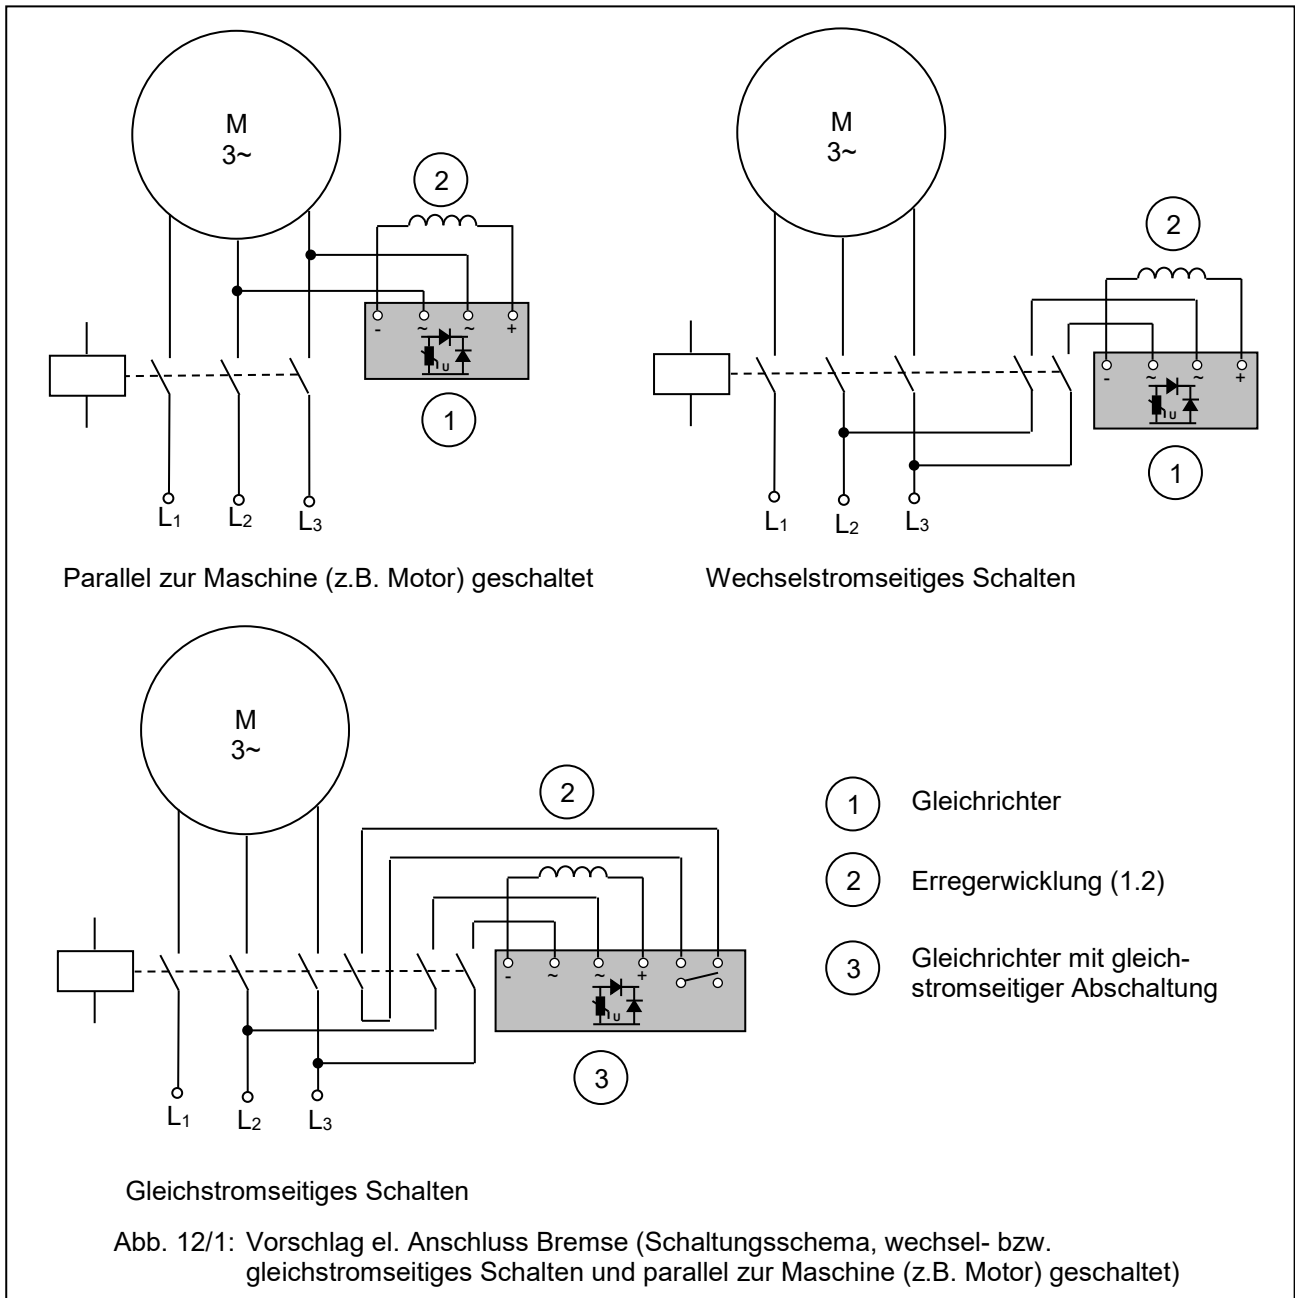 M
3~
2
-
~
~
+
U
1
L1
L2
L3
Parallel zur Maschine (z.B. Motor) geschaltet
M
3~
2
-
~
~
+
U
1
L1
L2
L3
Wechselstromseitiges Schalten
M
3~
2
-
~
~
+
U
3
L1
L2
L3
Gleichstromseitiges Schalten
1 Gleichrichter
2 Erregerwicklung (1.2)
3 Gleichrichter mit gleich-
stromseitiger Abschaltung
Abb. 12/1: Vorschlag el. Anschluss Bremse (Schaltungsschema, wechsel- bzw.
gleichstromseitiges Schalten und parallel zur Maschine (z.B. Motor) geschaltet)